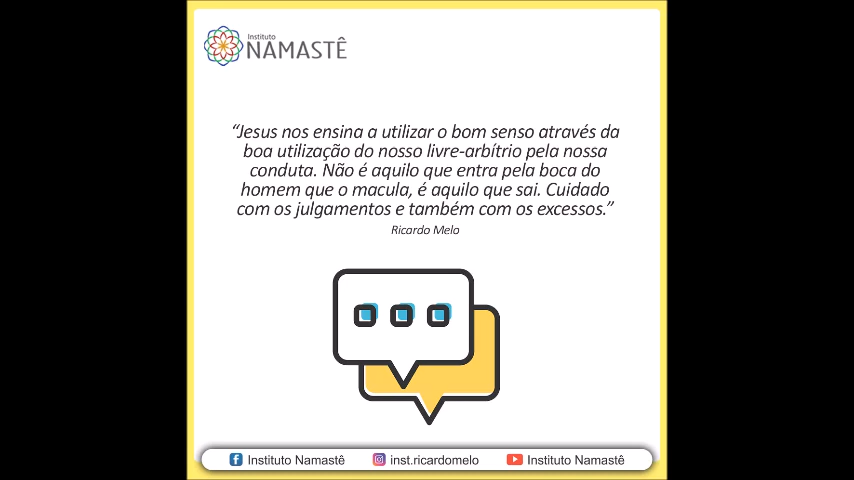 Instituto
NAMASTÊ
“Jesus nos ensina a utilizar o bom senso através da
boa utilização do nosso livre-arbítrio pela nossa
conduta. Não é aquilo que entra pela boca do
homem que o macula, é aquilo que sai. Cuidado
com os julgamentos e também com os excessos.”
Ricardo Melo
Instituto Namastê inst.ricardomelo Instituto Namastê